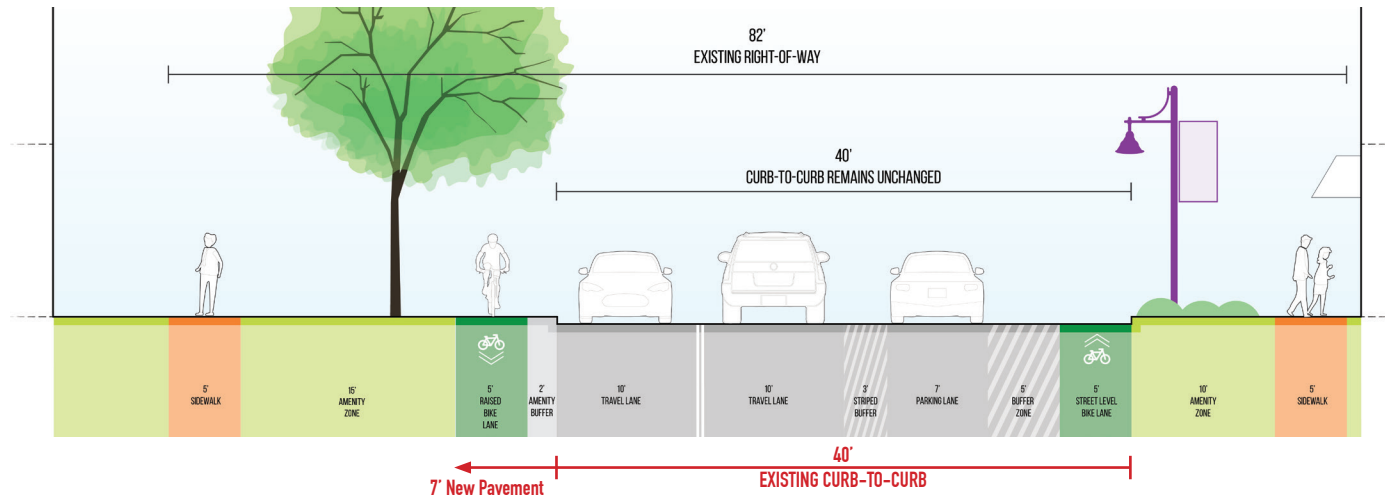 82'
EXISTING RIGHT-OF-WAY
40'
CURB-TO-CURB REMAINS UNCHANGED
5'
SIDEWALK
15'
AMENITY
ZONE
5'
RAISED
BIKE
LANE
2'
AMENITY
BUFFER
10'
TRAVEL LANE
10'
TRAVEL LANE
3'
STRIPED
BUFFER
7'
PARKING LANE
5'
BUFFER
ZONE
5'
STREET LEVEL
BIKE LANE
10'
AMENITY
ZONE
5'
SIDEWALK
40'
EXISTING CURB-TO-CURB
7' New Pavement